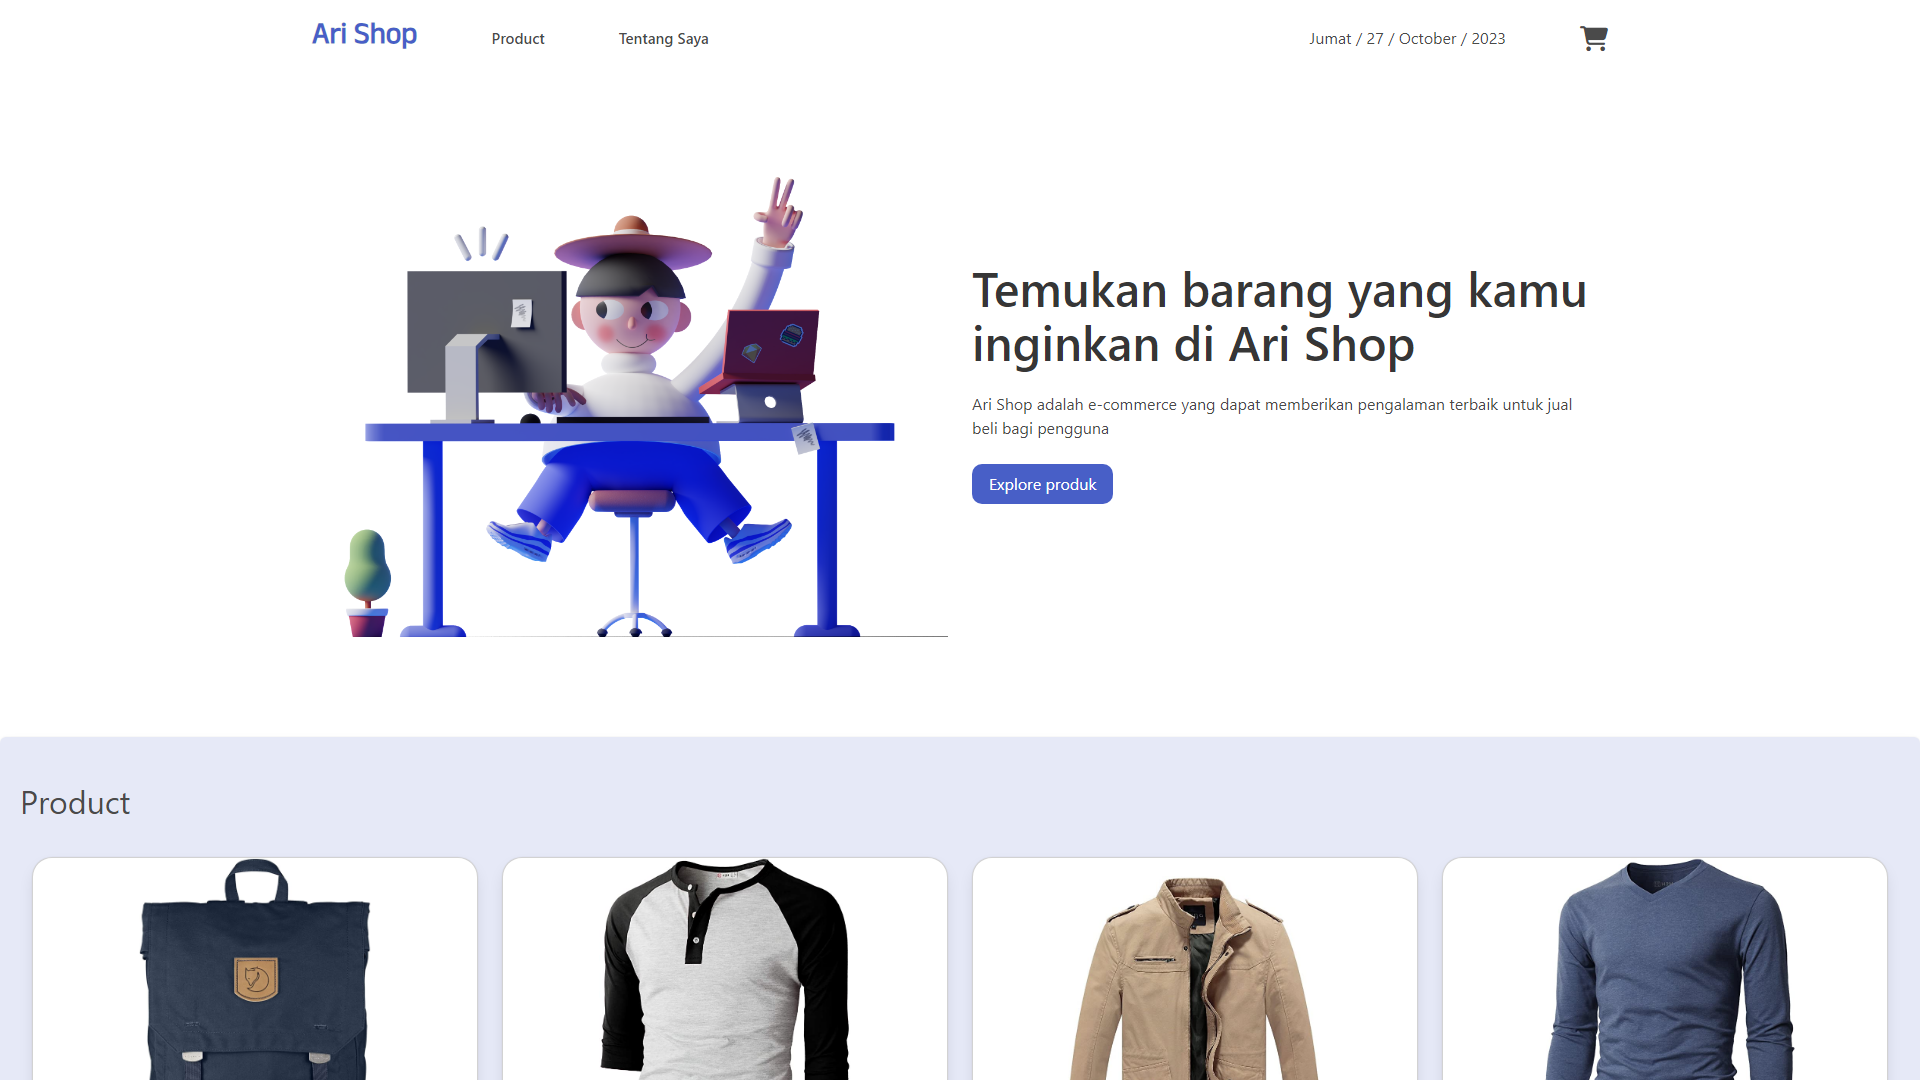 Ari Shop
Product
Tentang Saya
Jumat / 27 / October / 2023
Temukan barang yang kamu
inginkan di Ari Shop
Ari Shop adalah e-commerce yang dapat memberikan pengalaman terbaik untuk jual
beli bagi pengguna
Explore produk
Product